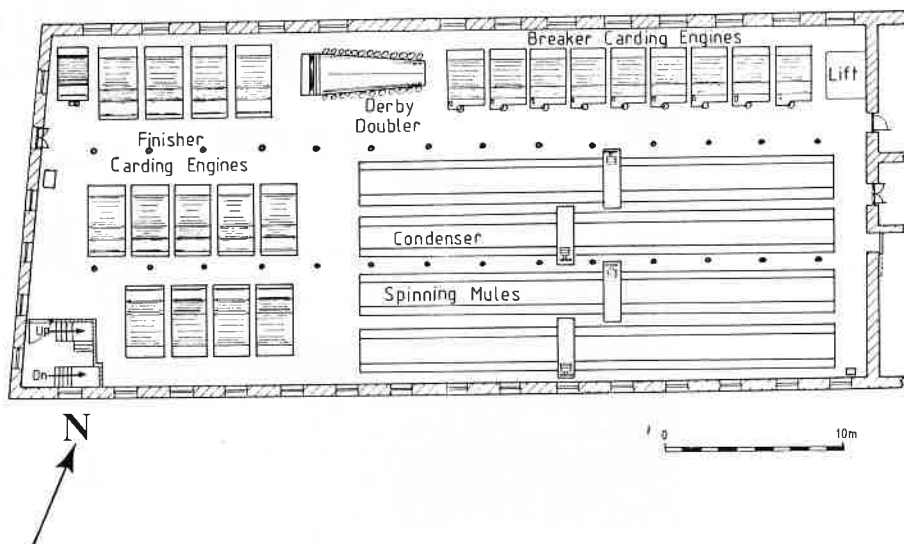 Breaker Carding Engines
Lift
Derby
Doubler
Finisher
Carding Engines
Condenser
Spinning Mules
Up
Dn
N
0 10m